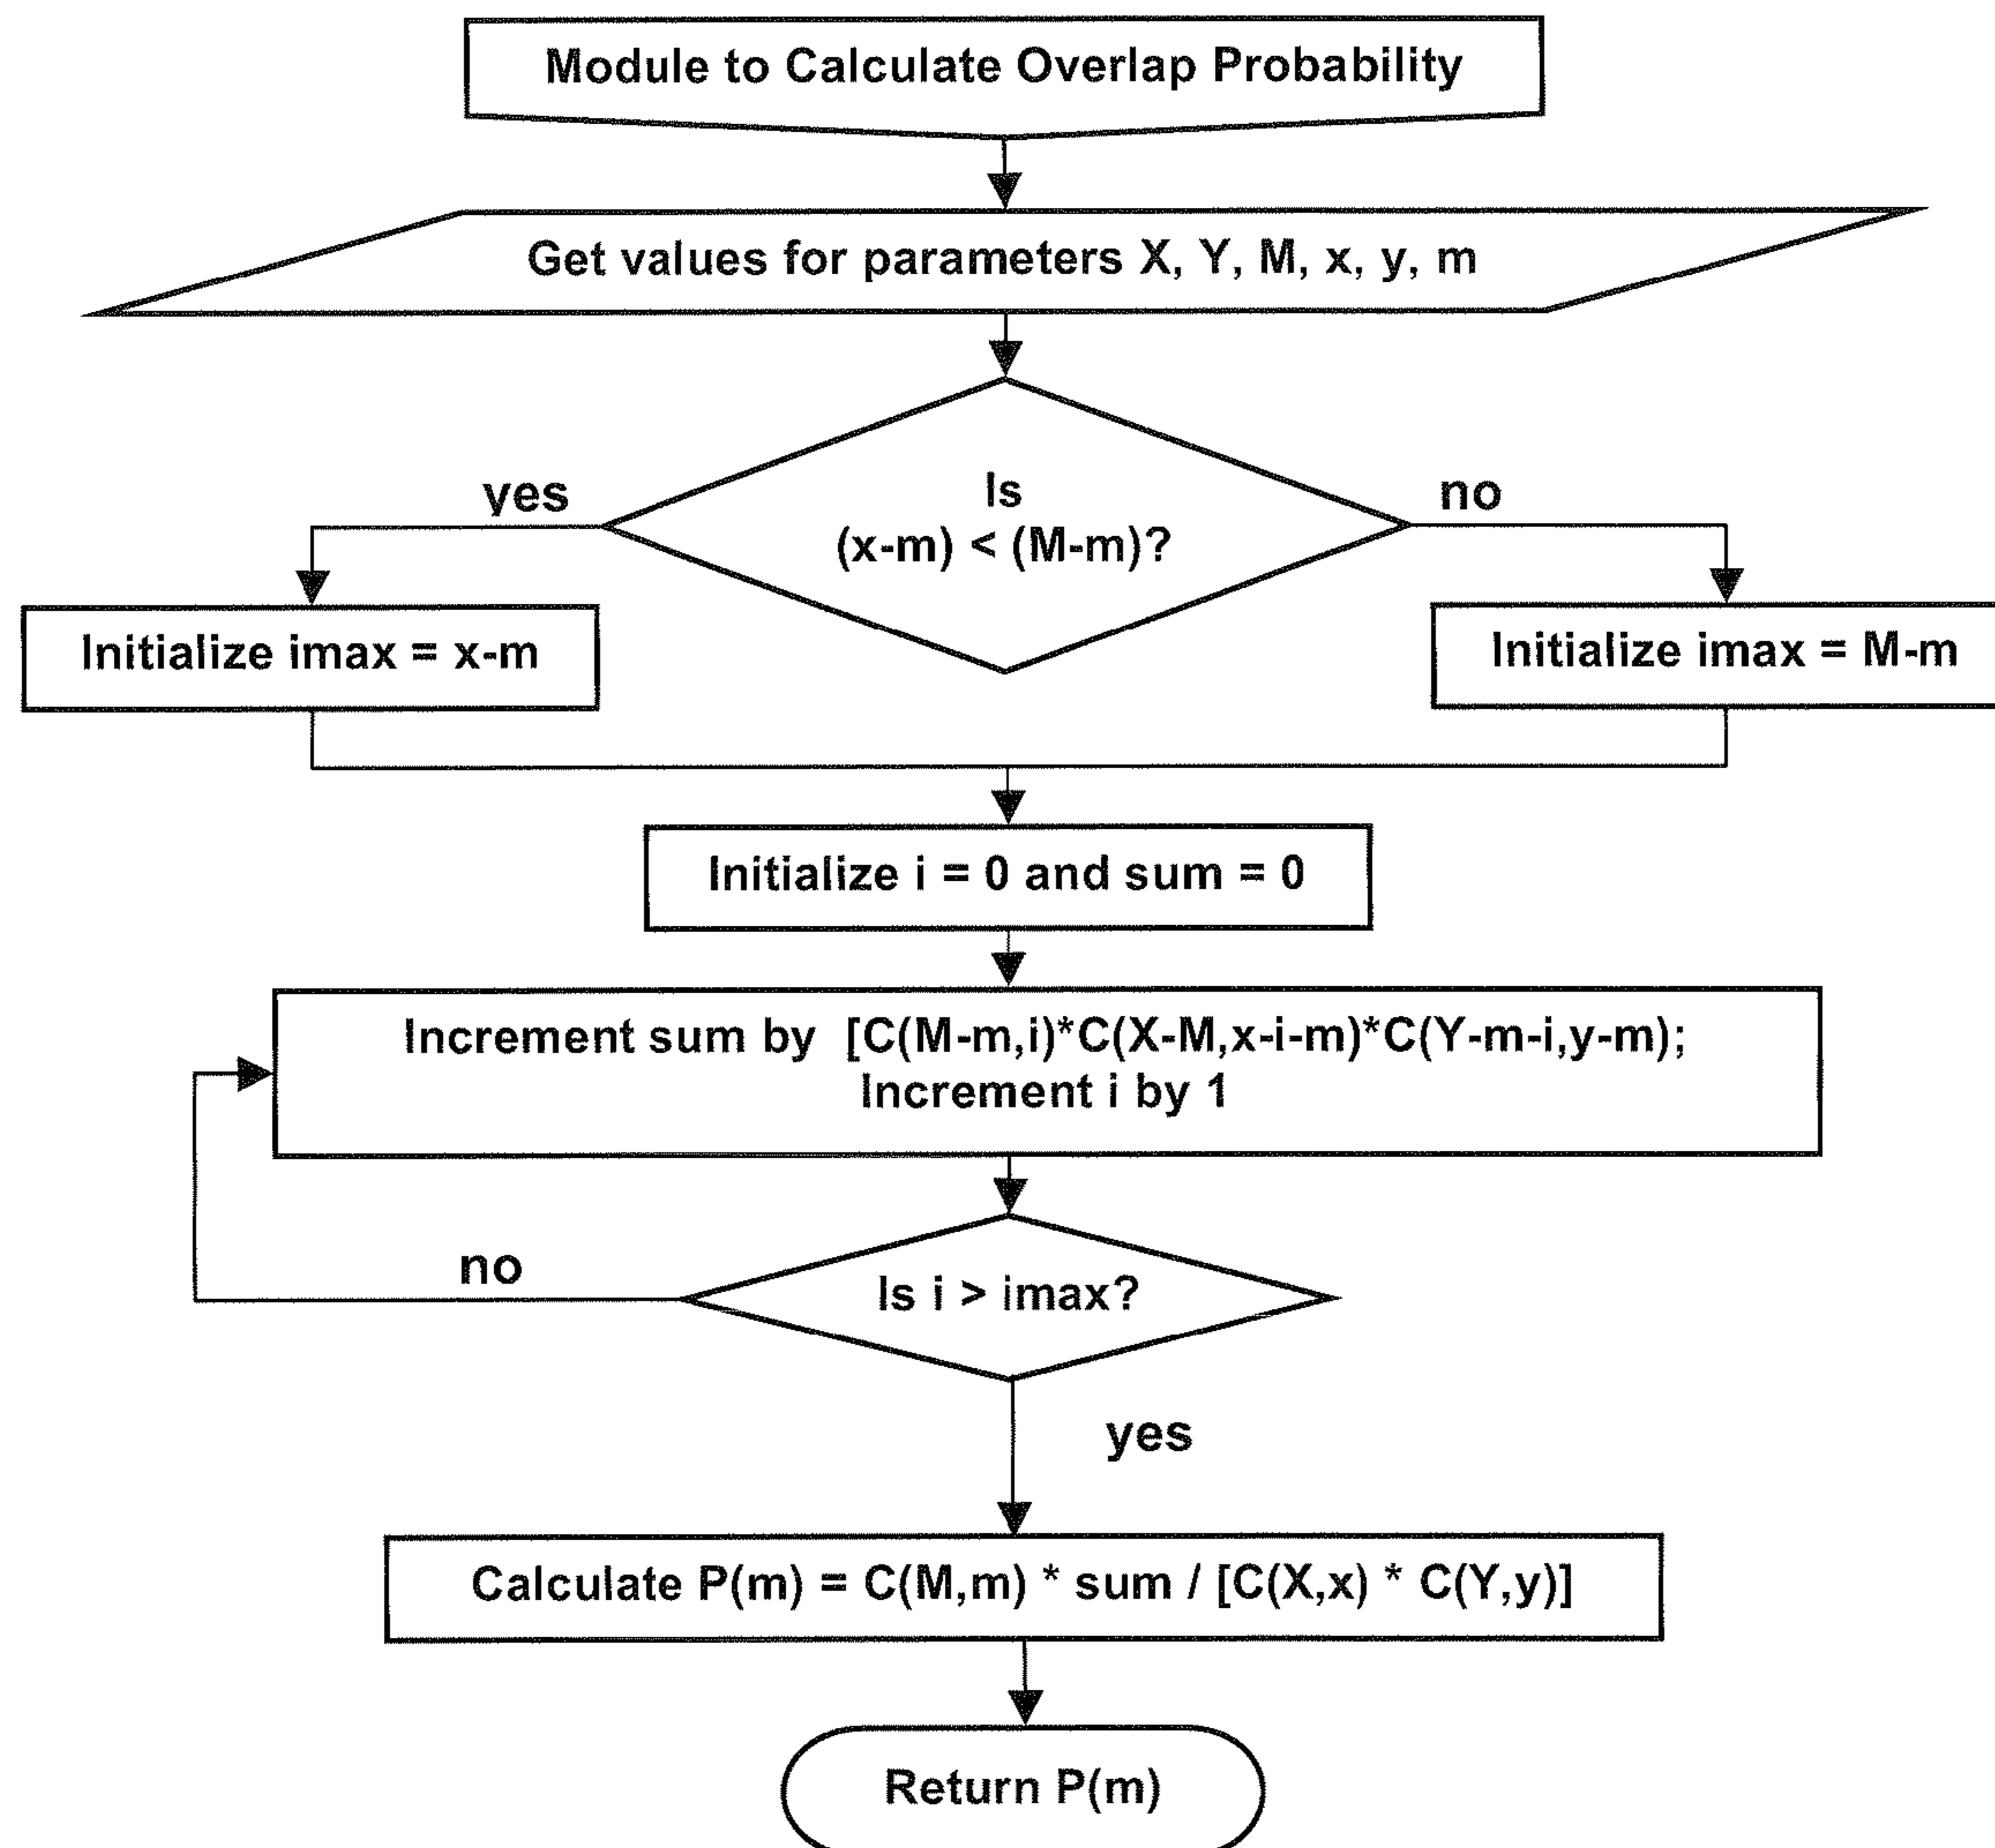 Module to Calculate Overlap Probability
Get values for parameters X, Y, M, x, y, m
Is
(x-m) < (M-m)?
yes
no
Initialize imax = x-m
Initialize imax = M-m
Initialize i = 0 and sum = 0
Increment sum by [C(M-m,i)*C(X-M,x-i-m)*C(Y-m-i,y-m);
Increment i by 1
Is i > imax?
no
yes
Calculate P(m) = C(M,m) * sum / [C(X,x) * C(Y,y)]
Return P(m)